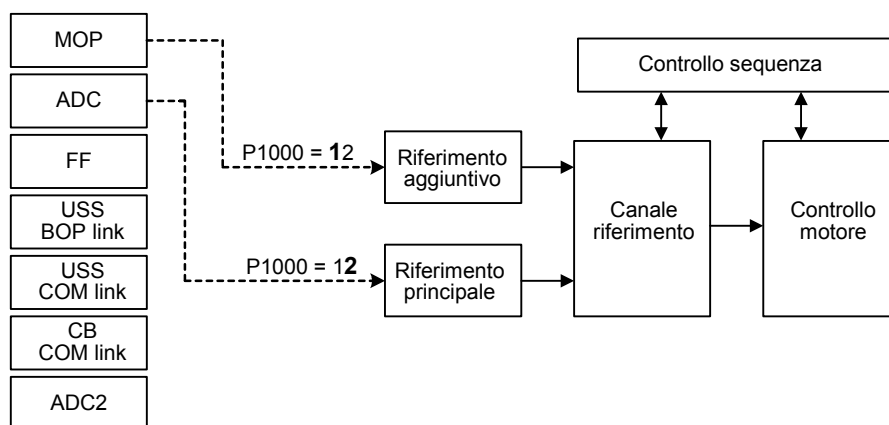 MOP
ADC
FF
USS
BOP link
USS
COM link
CB
COM link
ADC2
P1000 = 12
P1000 = 12
Riferimento
aggiuntivo
Riferimento
principale
Controllo sequenza
Canale
riferimento
Controllo
motore